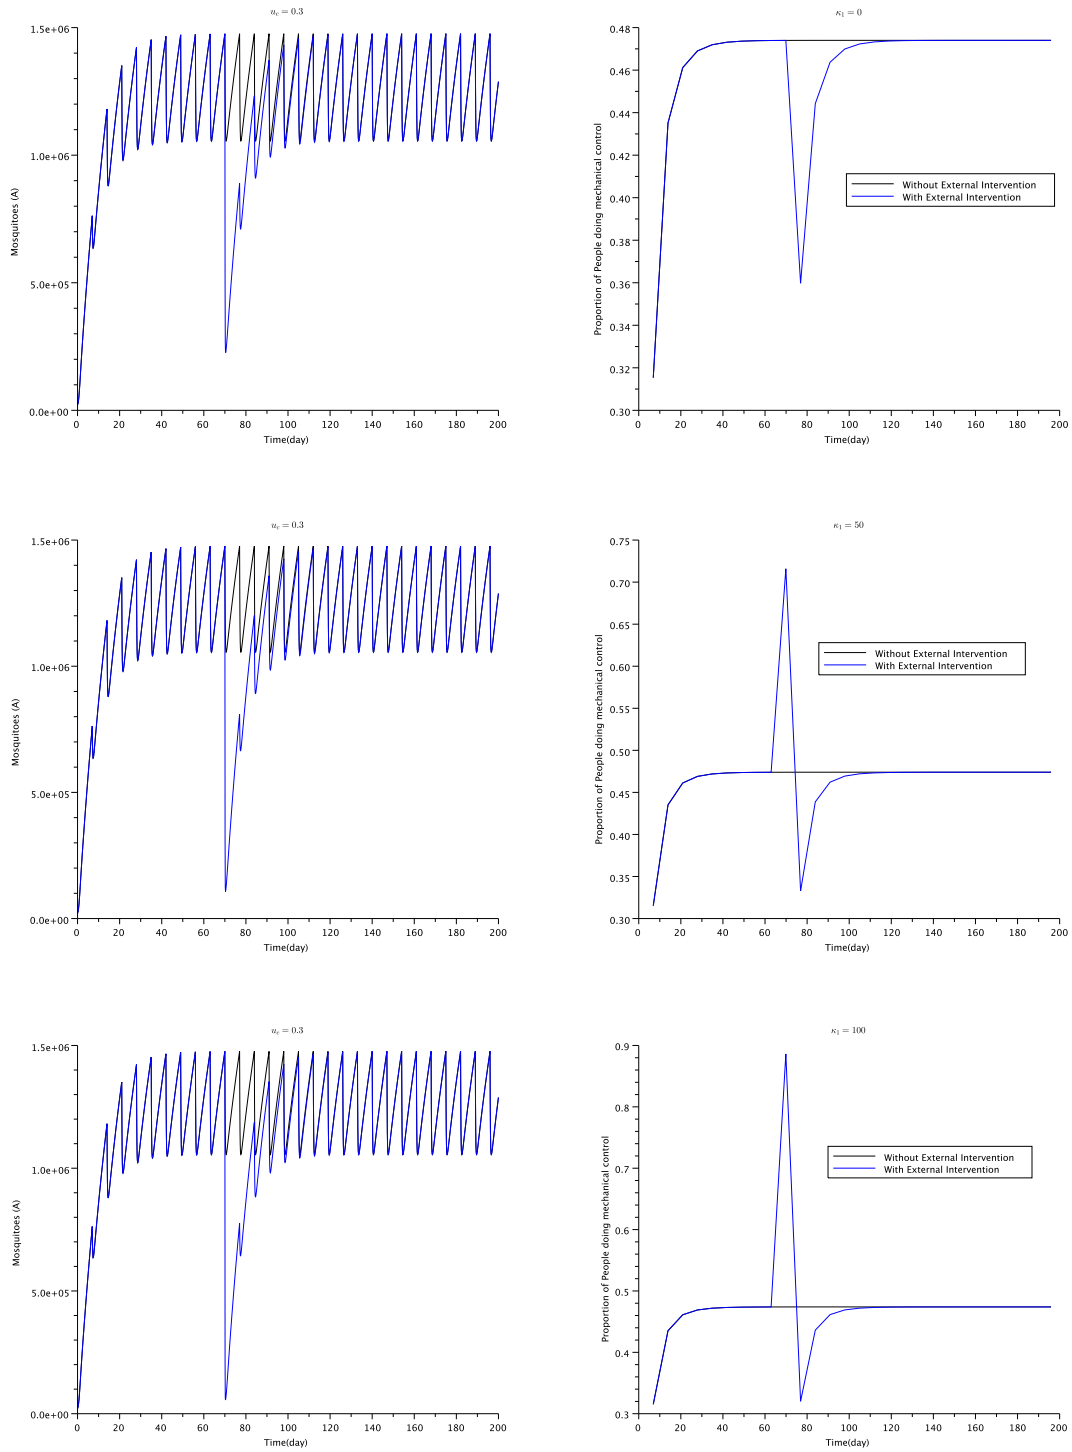 u_c = 0.3
1.5e+06
1.0e+06
5.0e+05
0.0e+00
Mosquitoes (A)
0 20 40 60 80 100 120 140 160 180 200
Time(day)
κ₁ = 0
0.48
0.46
0.44
0.42
0.40
0.38
0.36
0.34
0.32
0.30
Proportion of People doing mechanical control
Without External Intervention
With External Intervention
0 20 40 60 80 100 120 140 160 180 200
Time(day)
u_c = 0.3
1.5e+06
1.0e+06
5.0e+05
0.0e+00
Mosquitoes (A)
0 20 40 60 80 100 120 140 160 180 200
Time(day)
κ₁ = 50
0.75
0.70
0.65
0.60
0.55
0.50
0.45
0.40
0.35
0.30
Proportion of People doing mechanical control
Without External Intervention
With External Intervention
0 20 40 60 80 100 120 140 160 180 200
Time(day)
u_c = 0.3
1.5e+06
1.0e+06
5.0e+05
0.0e+00
Mosquitoes (A)
0 20 40 60 80 100 120 140 160 180 200
Time(day)
κ₁ = 100
0.9
0.8
0.7
0.6
0.5
0.4
0.3
Proportion of People doing mechanical control
Without External Intervention
With External Intervention
0 20 40 60 80 100 120 140 160 180 200
Time(day)